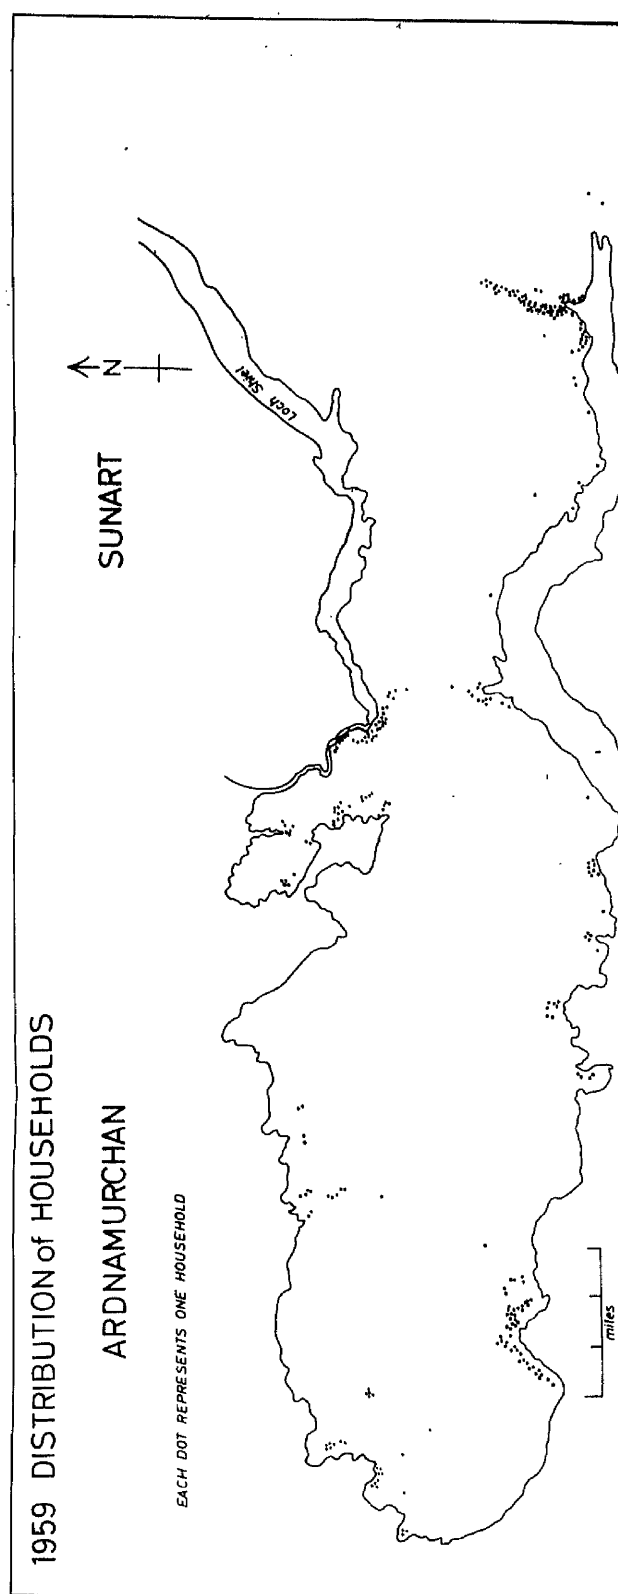 1959 DISTRIBUTION of HOUSEHOLDS
ARDNAMURCHAN
SUNART
N
Loch Shiel
EACH DOT REPRESENTS ONE HOUSEHOLD
miles